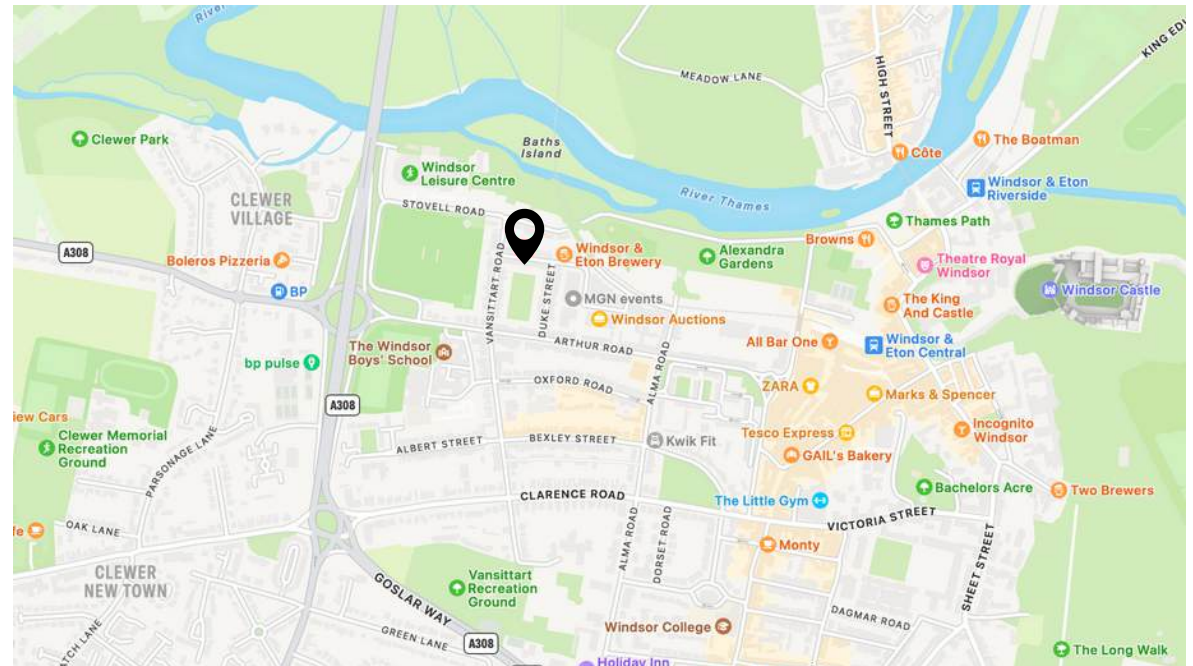 River
KING EDW
MEADOW LANE
HIGH STREET
Clewer Park
Baths
Island
The Boatman
Côte
Windsor
Leisure Centre
Windsor & Eton
Riverside
River Thames
CLEWER
VILLAGE
STOVELL ROAD
Thames Path
A308
Boleros Pizzeria
Windsor &
Eton Brewery
Alexandra
Gardens
Browns
Theatre Royal
Windsor
BP
VANSITTART ROAD
DUKE STREET
MGN events
Windsor Castle
The King
And Castle
Windsor Auctions
The Windsor
Boys' School
ARTHUR ROAD
All Bar One
Windsor &
Eton Central
bp pulse
ALMA ROAD
OXFORD ROAD
ZARA
Marks & Spencer
A308
iew Cars
Clewer Memorial
Recreation
Ground
PARSONAGE LANE
ALBERT STREET
BEXLEY STREET
Kwik Fit
Tesco Express
Incognito
Windsor
GAIL's Bakery
CLARENCE ROAD
The Little Gym
Bachelors Acre
Two Brewers
fe
OAK LANE
ALMA ROAD
DORSET ROAD
VICTORIA STREET
Monty
SHEET STREET
CLEWER
NEW TOWN
GOSLAR WAY
Vansittart
Recreation
Ground
DAGMAR ROAD
Windsor College
GREEN LANE
A308
ATCH LANE
The Long Walk
Holiday Inn